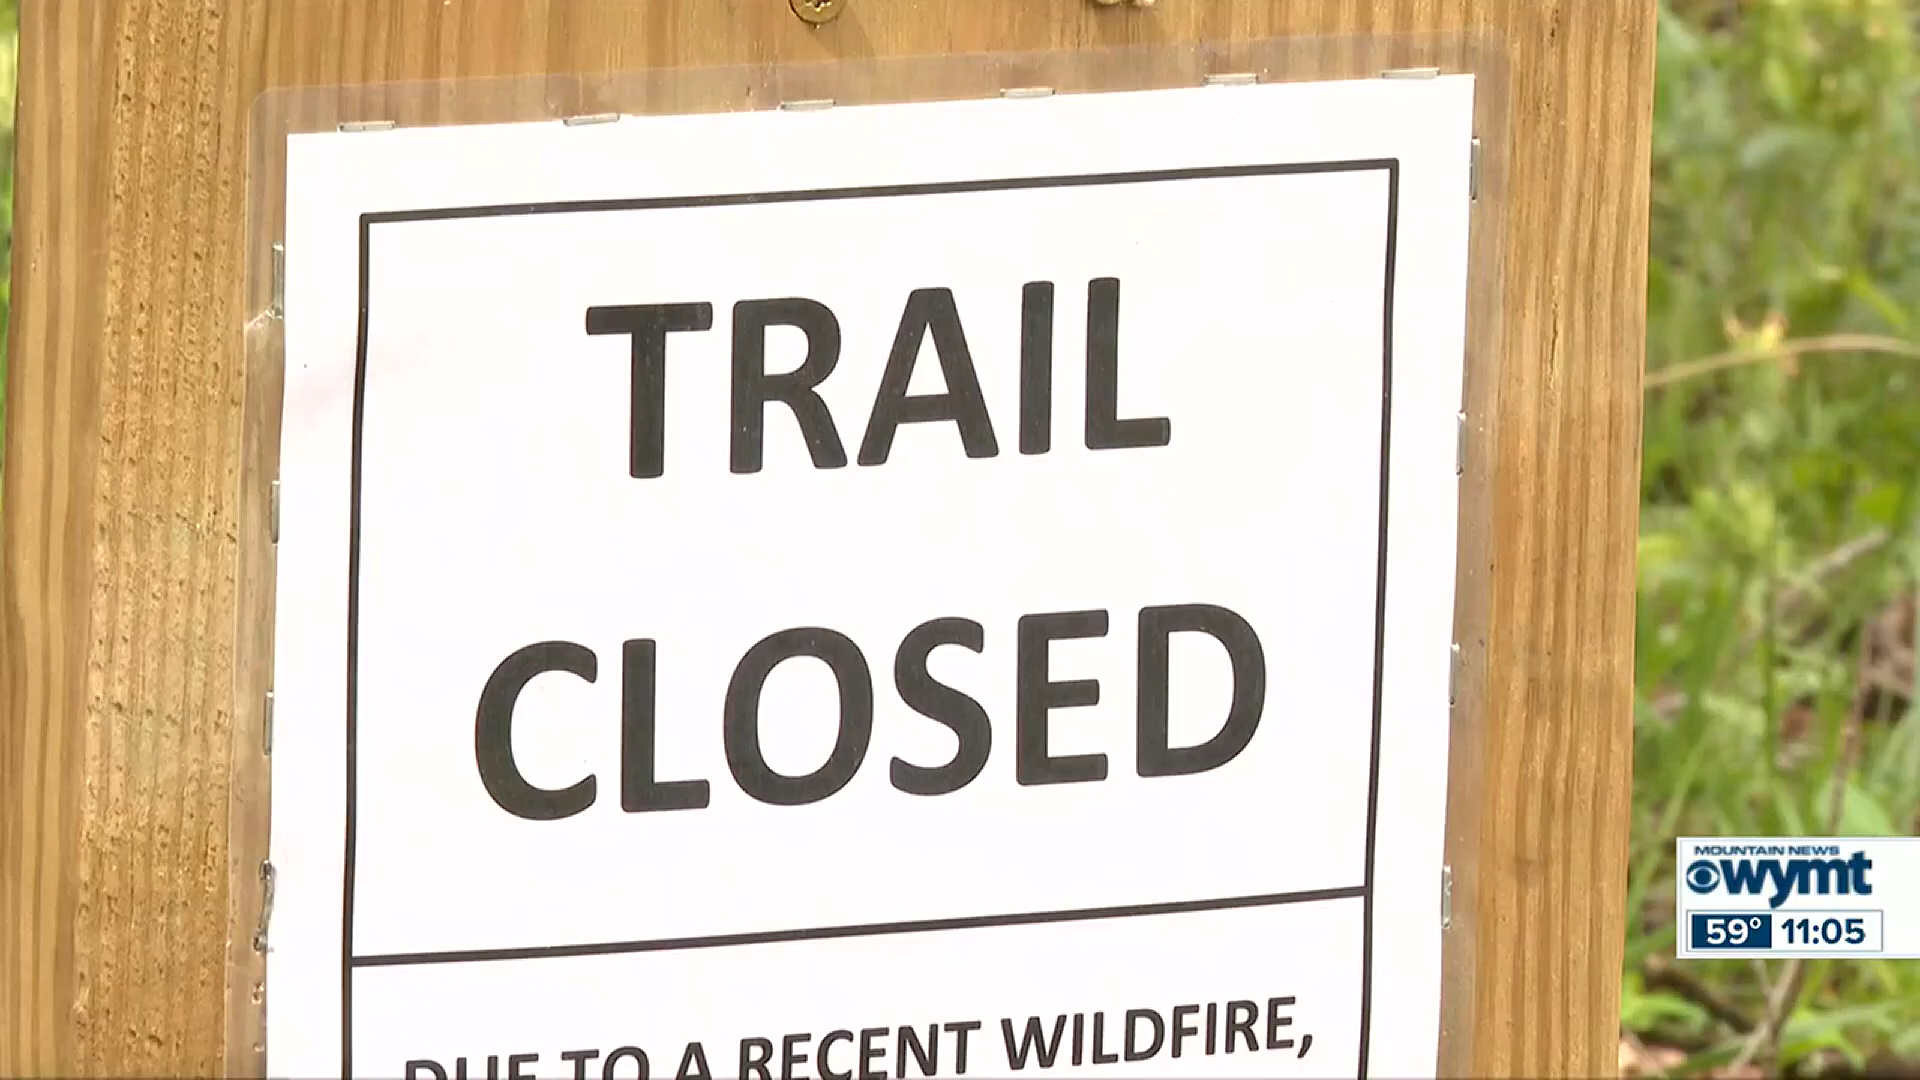 TRAIL
CLOSED
DUE TO A RECENT WILDFIRE,
MOUNTAIN NEWS
wymt
59° 11:05